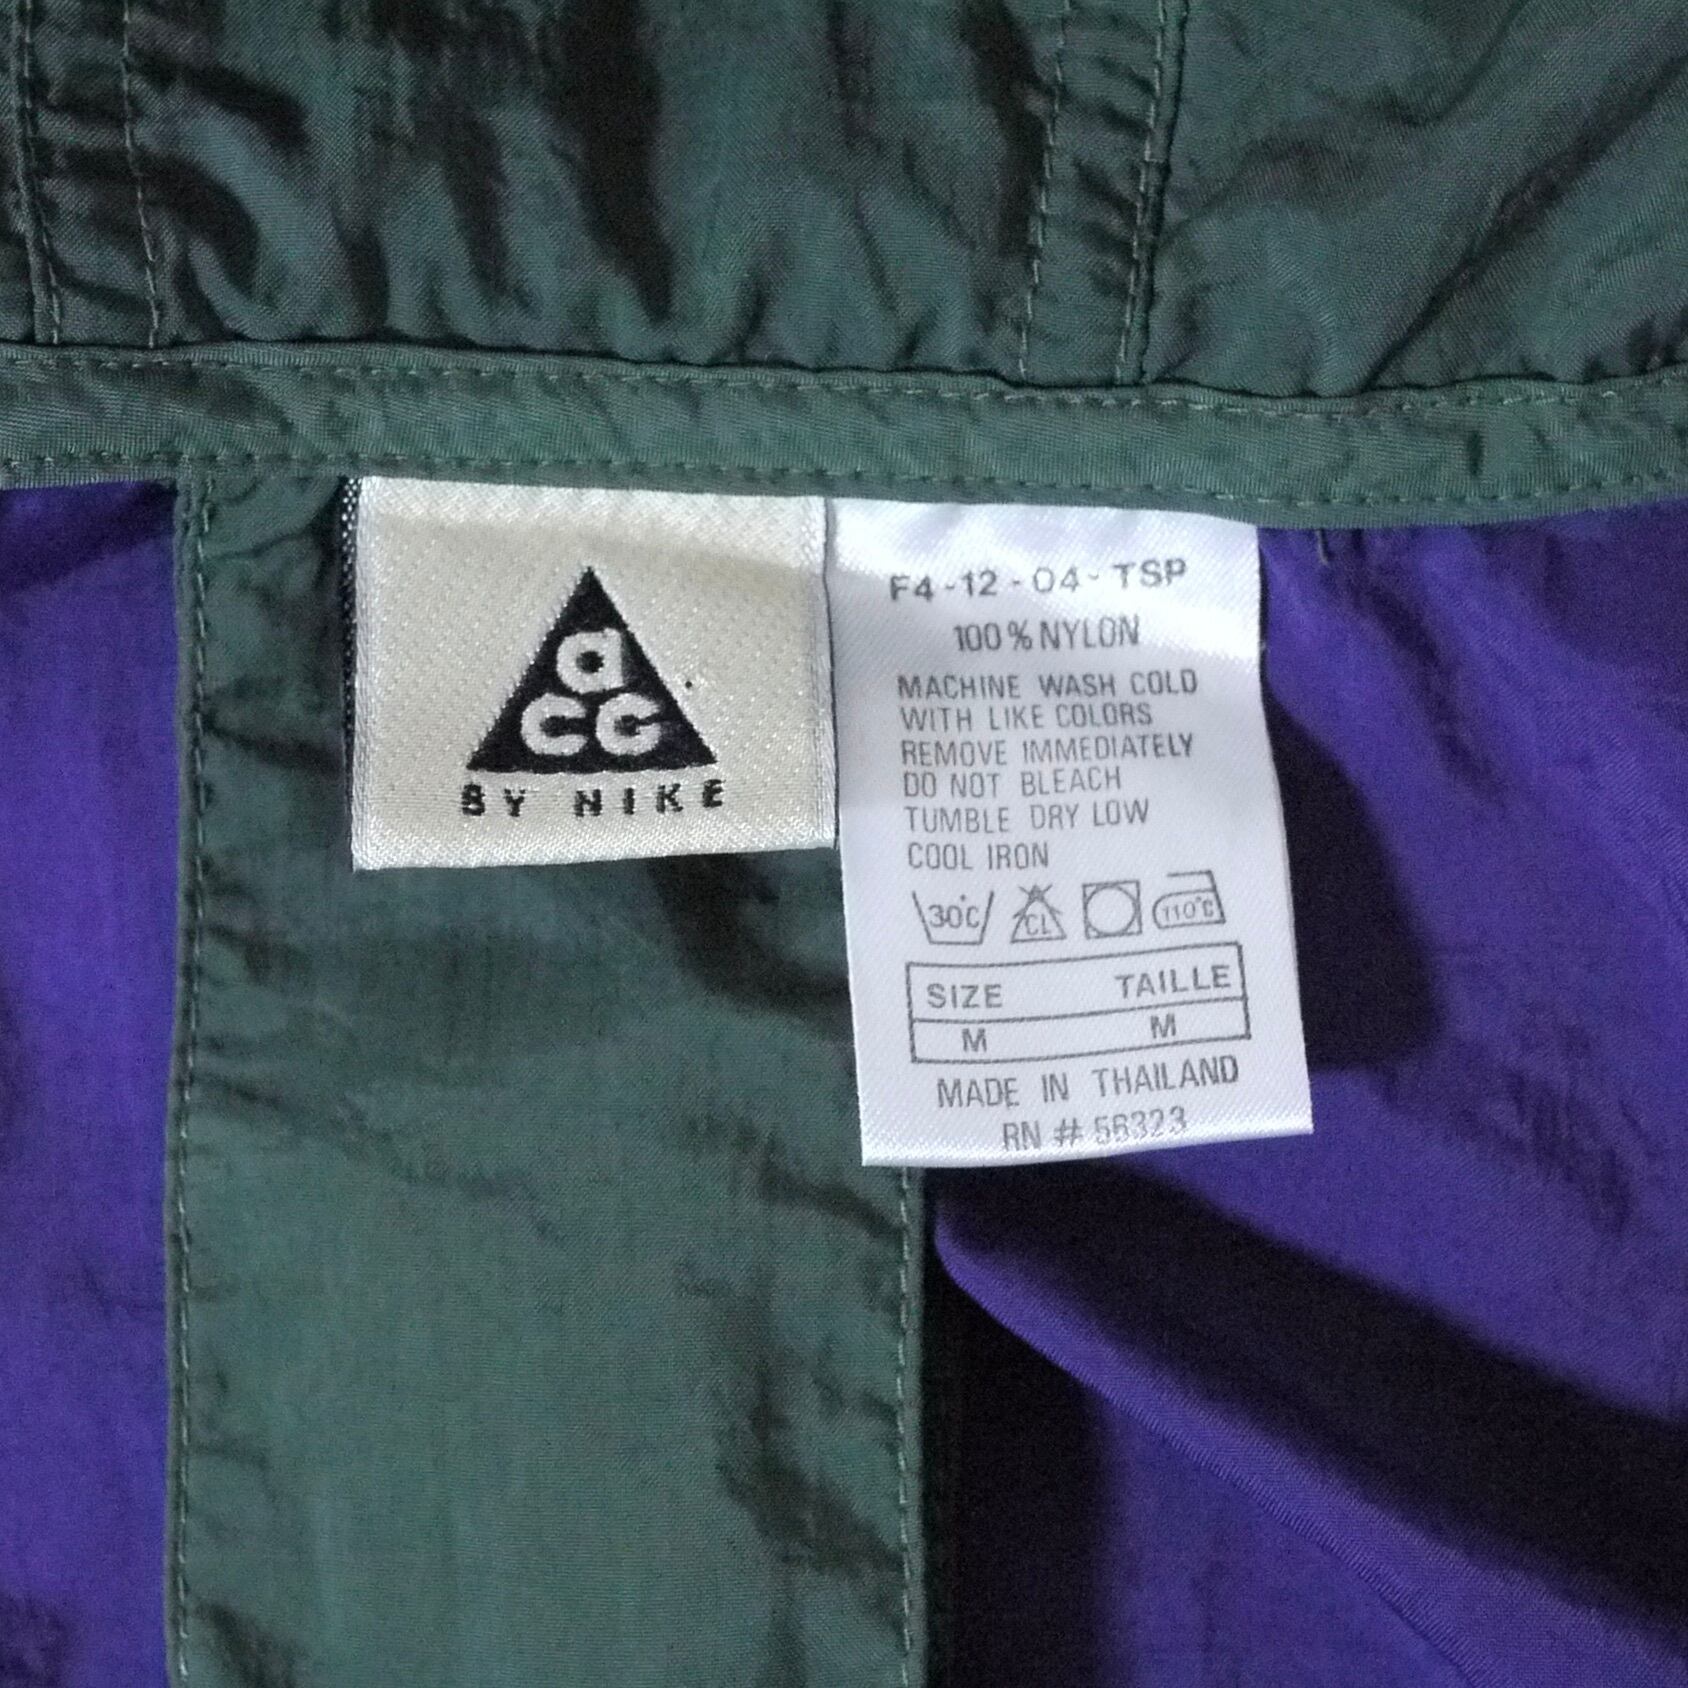 acg
BY NIKE
F4-12-04-TSP
100% NYLON
MACHINE WASH COLD
WITH LIKE COLORS
REMOVE IMMEDIATELY
DO NOT BLEACH
TUMBLE DRY LOW
COOL IRON
30°C CL 110°C
SIZE TAILLE
M M
MADE IN THAILAND
RN # 56323